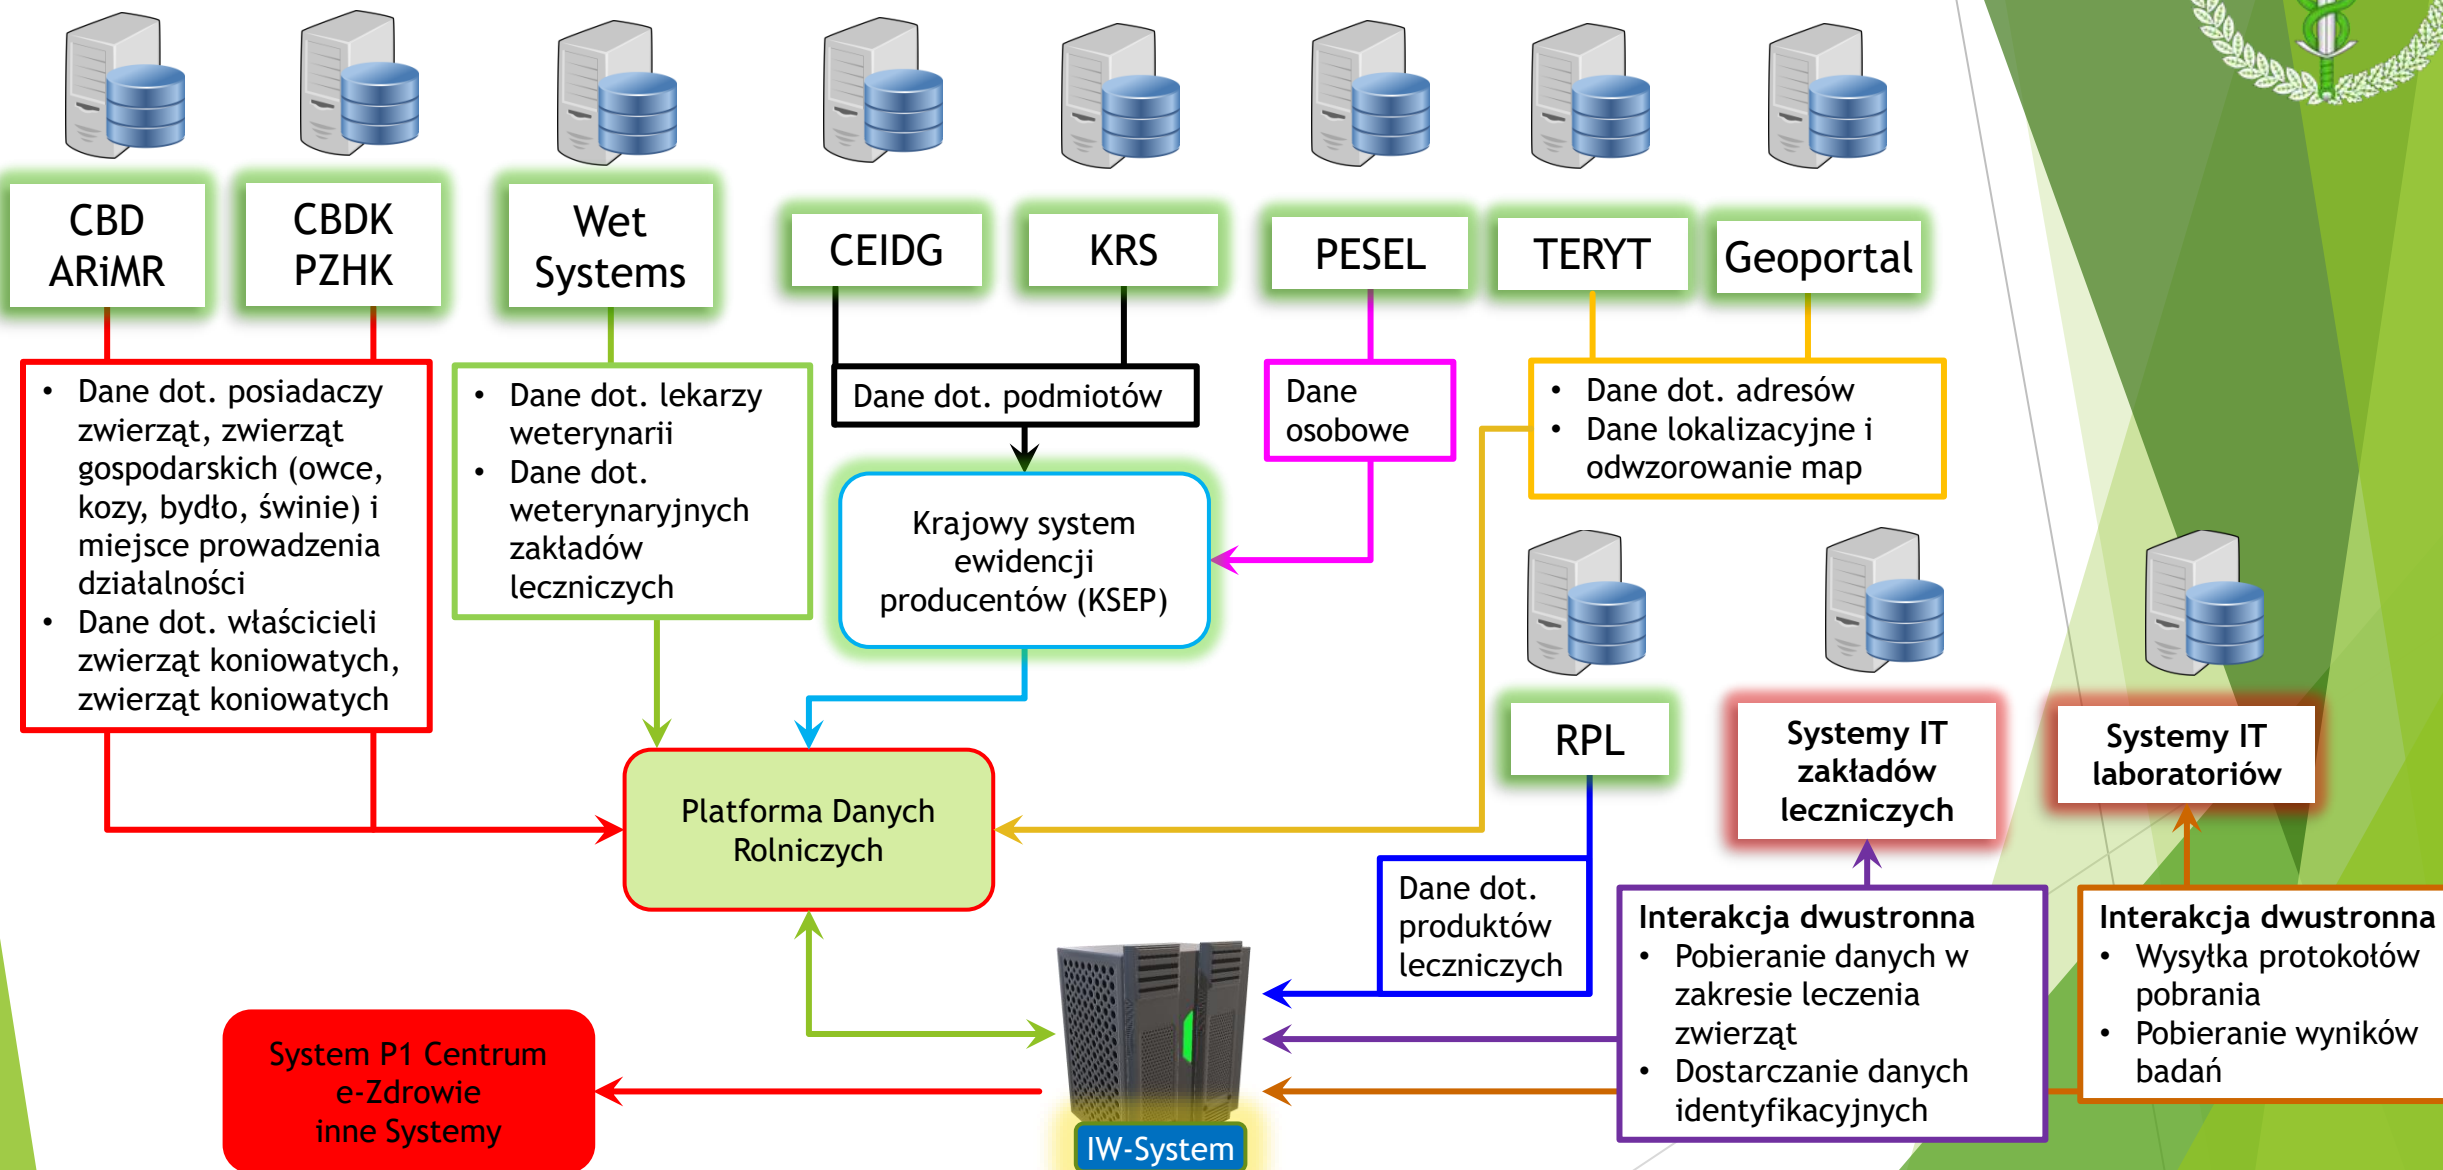 CBD
ARiMR
CBDK
PZHK
Wet
Systems
CEIDG
KRS
PESEL
TERYT
Geoportal
• Dane dot. posiadaczy
zwierząt, zwierząt
gospodarskich (owce,
kozy, bydło, świnie) i
miejsce prowadzenia
działalności
• Dane dot. właścicieli
zwierząt koniowatych,
zwierząt koniowatych
• Dane dot. lekarzy
weterynarii
• Dane dot.
weterynaryjnych
zakładów
leczniczych
Dane dot. podmiotów
Dane
osobowe
• Dane dot. adresów
• Dane lokalizacyjne i
odwzorowanie map
Krajowy system
ewidencji
producentów (KSEP)
RPL
Systemy IT
zakładów
leczniczych
Systemy IT
laboratoriów
Platforma Danych
Rolniczych
Dane dot.
produktów
leczniczych
Interakcja dwustronna
• Pobieranie danych w
zakresie leczenia
zwierząt
• Dostarczanie danych
identyfikacyjnych
Interakcja dwustronna
• Wysyłka protokołów
pobrania
• Pobieranie wyników
badań
System P1 Centrum
e-Zdrowie
inne Systemy
IW-System